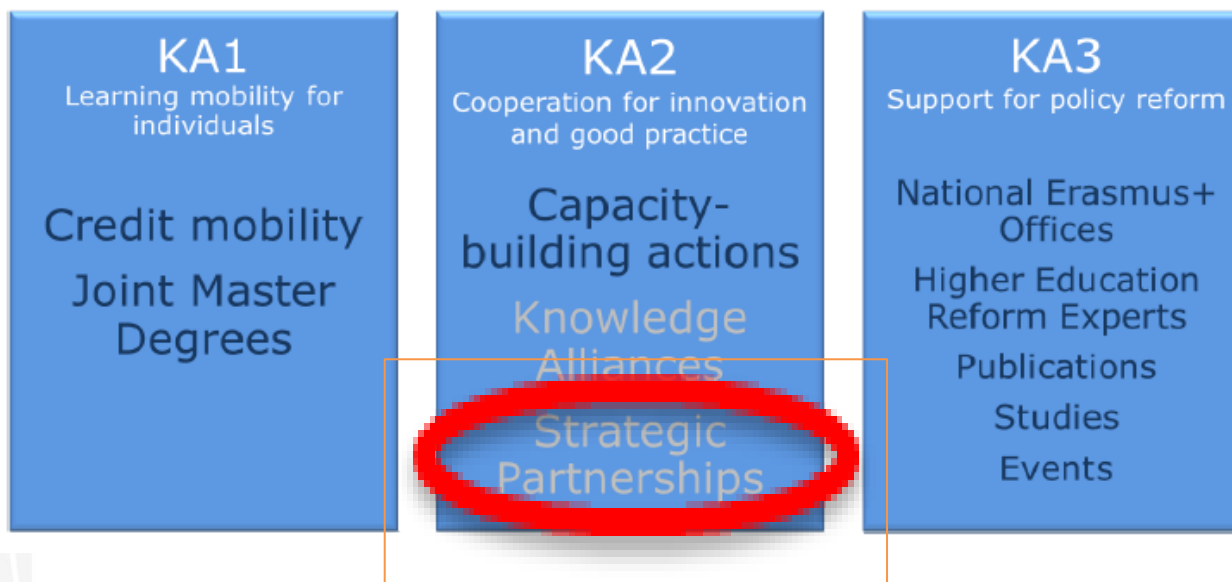 KA1
Learning mobility for
individuals
Credit mobility
Joint Master
Degrees
KA2
Cooperation for innovation
and good practice
Capacity-
building actions
Knowledge
Alliances
Strategic
Partnerships
KA3
Support for policy reform
National Erasmus+
Offices
Higher Education
Reform Experts
Publications
Studies
Events